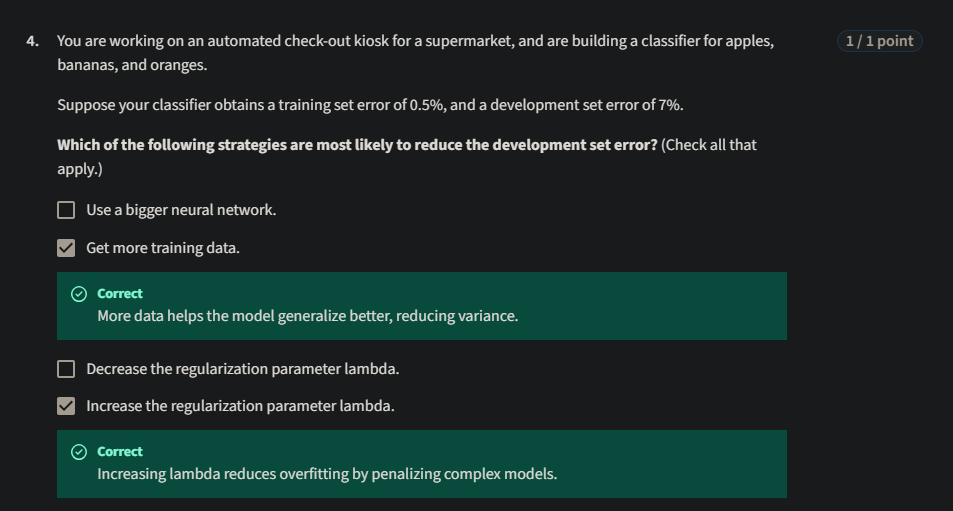 4. You are working on an automated check-out kiosk for a supermarket, and are building a classifier for apples, 1 / 1 point
bananas, and oranges.
Suppose your classifier obtains a training set error of 0.5%, and a development set error of 7%.
Which of the following strategies are most likely to reduce the development set error? (Check all that
apply.)
Use a bigger neural network.
Get more training data.
Correct
More data helps the model generalize better, reducing variance.
Decrease the regularization parameter lambda.
Increase the regularization parameter lambda.
Correct
Increasing lambda reduces overfitting by penalizing complex models.